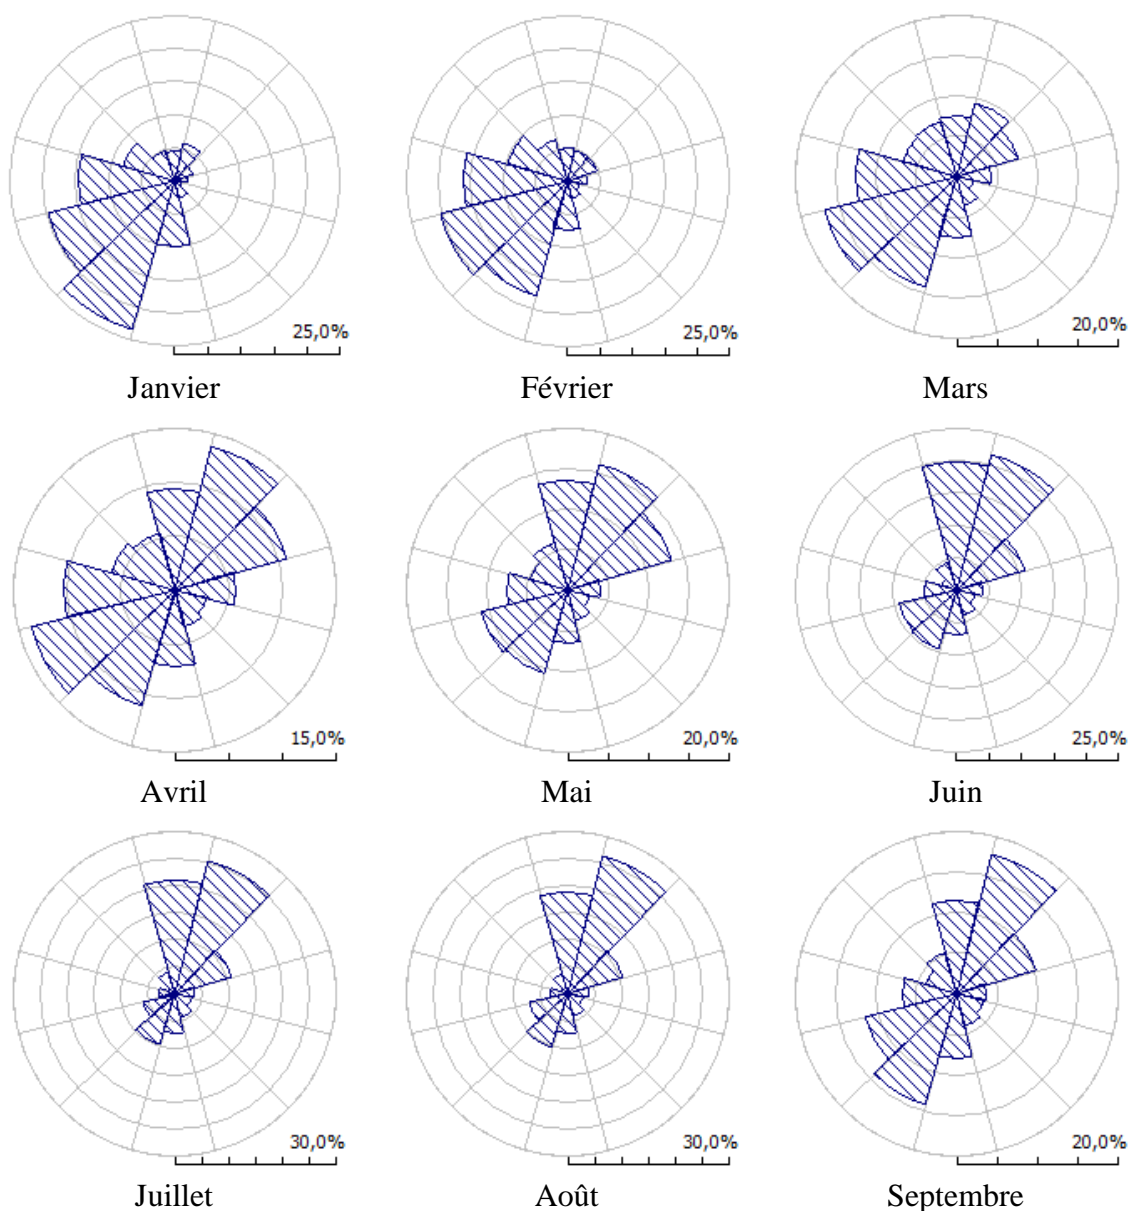 25,0% 25,0% 20,0%
Janvier Février Mars
15,0% 20,0% 25,0%
Avril Mai Juin
30,0% 30,0% 20,0%
Juillet Août Septembre